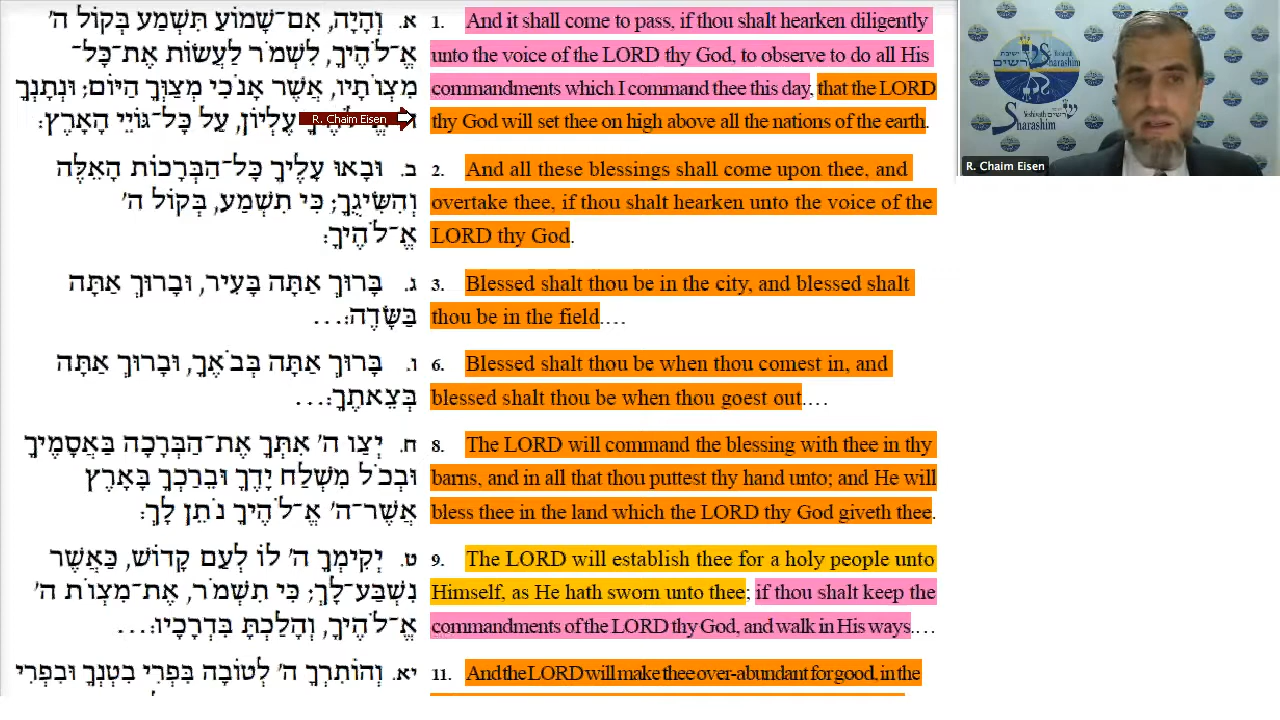 א. וְהָיָה, אִם־שָׁמוֹעַ תִּשְׁמַע בְּקוֹל ה'
אֱ־לֹהֶיךָ, לִשְׁמֹר לַעֲשׂוֹת אֶת־כׇּל־
מִצְוֺתָיו, אֲשֶׁר אָנֹכִי מְצַוְּךָ הַיּוֹם; וּנְתָנְךָ
עֶלְיוֹן, עַל כׇּל־גּוֹיֵי הָאָרֶץ:
R. Chaim Eisen
ב. וּבָאוּ עָלֶיךָ כׇּל־הַבְּרָכוֹת הָאֵלֶּה
וְהִשִּׂיגֻךָ; כִּי תִשְׁמַע, בְּקוֹל ה'
אֱ־לֹהֶיךָ:
ג. בָּרוּךְ אַתָּה בָּעִיר, וּבָרוּךְ אַתָּה
בַּשָּׂדֶה:...
ו. בָּרוּךְ אַתָּה בְּבֹאֶךָ, וּבָרוּךְ אַתָּה
בְּצֵאתֶךָ:...
ח. יְצַו ה' אִתְּךָ אֶת־הַבְּרָכָה בַּאֲסָמֶיךָ
וּבְכֹל מִשְׁלַח יָדֶךָ וּבֵרַכְךָ בָּאָרֶץ
אֲשֶׁר־ה' אֱ־לֹהֶיךָ נֹתֵן לָךְ:
ט. יְקִימְךָ ה' לוֹ לְעַם קָדוֹשׁ, כַּאֲשֶׁר
נִשְׁבַּע־לָךְ; כִּי תִשְׁמֹר, אֶת־מִצְוֺת ה'
אֱ־לֹהֶיךָ, וְהָלַכְתָּ בִּדְרָכָיו:...
יא. וְהוֹתִרְךָ ה' לְטוֹבָה בִּפְרִי בִטְנְךָ וּבִפְרִי
1. And it shall come to pass, if thou shalt hearken diligently
unto the voice of the LORD thy God, to observe to do all His
commandments which I command thee this day, that the LORD
thy God will set thee on high above all the nations of the earth.
2. And all these blessings shall come upon thee, and
overtake thee, if thou shalt hearken unto the voice of the
LORD thy God.
3. Blessed shalt thou be in the city, and blessed shalt
thou be in the field....
6. Blessed shalt thou be when thou comest in, and
blessed shalt thou be when thou goest out....
8. The LORD will command the blessing with thee in thy
barns, and in all that thou puttest thy hand unto; and He will
bless thee in the land which the LORD thy God giveth thee.
9. The LORD will establish thee for a holy people unto
Himself, as He hath sworn unto thee; if thou shalt keep the
commandments of the LORD thy God, and walk in His ways....
11. And the LORD will make thee over-abundant for good, in the
ישיבת
שרשים
Yeshivath
Sharashim
R. Chaim Eisen